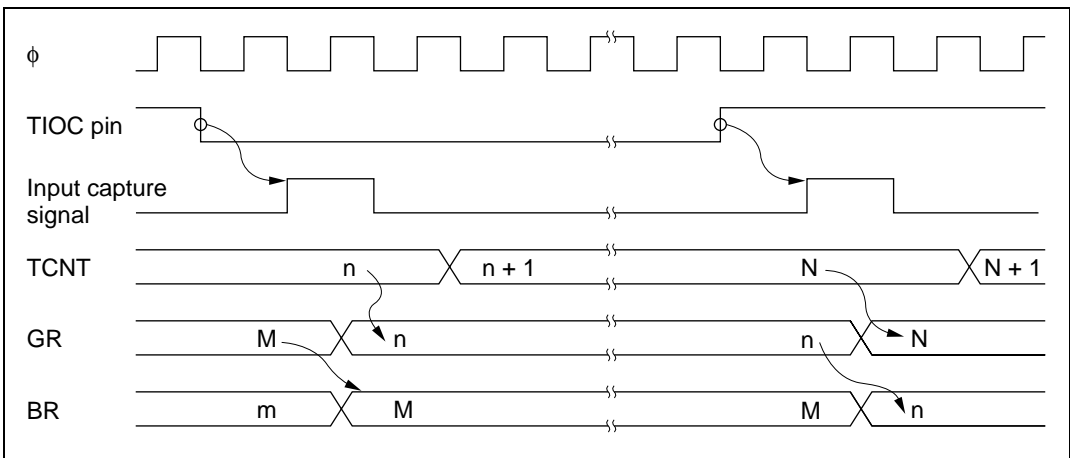 ϕ
TIOC pin
Input capture
signal
TCNT n n + 1 N N + 1
GR M n n N
BR m M M n